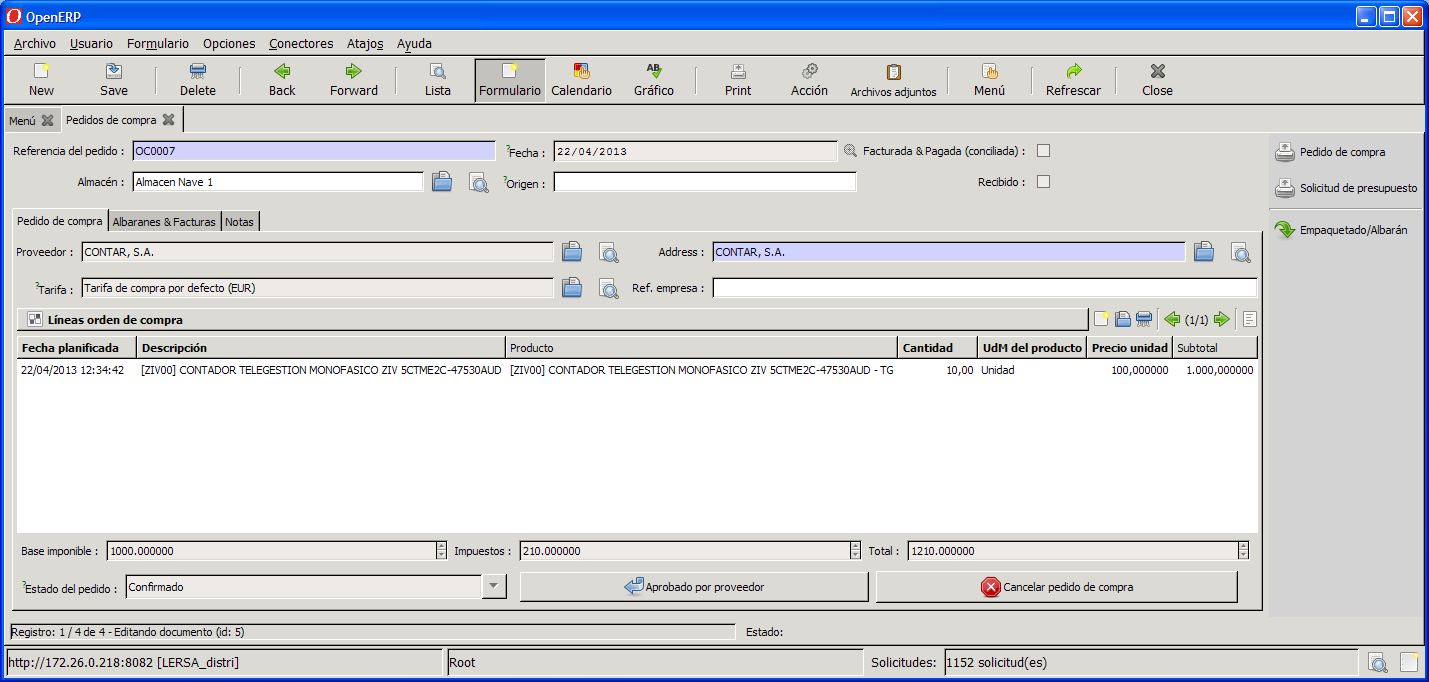 OpenERP
Archivo Usuario Formulario Opciones Conectores Atajos Ayuda
New Save Delete Back Forward Lista Formulario Calendario Gráfico Print Acción Archivos adjuntos Menú Refrescar Close
Menú Pedidos de compra
Referencia del pedido : OC0007 ?Fecha : 22/04/2013 Facturada & Pagada (conciliada) : Pedido de compra
Almacén : Almacen Nave 1 ?Origen : Recibido : Solicitud de presupuesto
Pedido de compra Albaranes & Facturas Notas Empaquetado/Albarán
Proveedor : CONTAR, S.A. Address : CONTAR, S.A.
?Tarifa : Tarifa de compra por defecto (EUR) Ref. empresa :
Líneas orden de compra (1/1)
Fecha planificada Descripción Producto Cantidad UdM del producto Precio unidad Subtotal
22/04/2013 12:34:42 [ZIV00] CONTADOR TELEGESTION MONOFASICO ZIV 5CTME2C-47530AUD [ZIV00] CONTADOR TELEGESTION MONOFASICO ZIV 5CTME2C-47530AUD - TG 10,00 Unidad 100,000000 1.000,000000
Base imponible : 1000.000000 Impuestos : 210.000000 Total : 1210.000000
?Estado del pedido : Confirmado Aprobado por proveedor Cancelar pedido de compra
Registro: 1 / 4 de 4 - Editando documento (id: 5) Estado:
http://172.26.0.218:8082 [LERSA_distri] Root Solicitudes: 1152 solicitud(es)